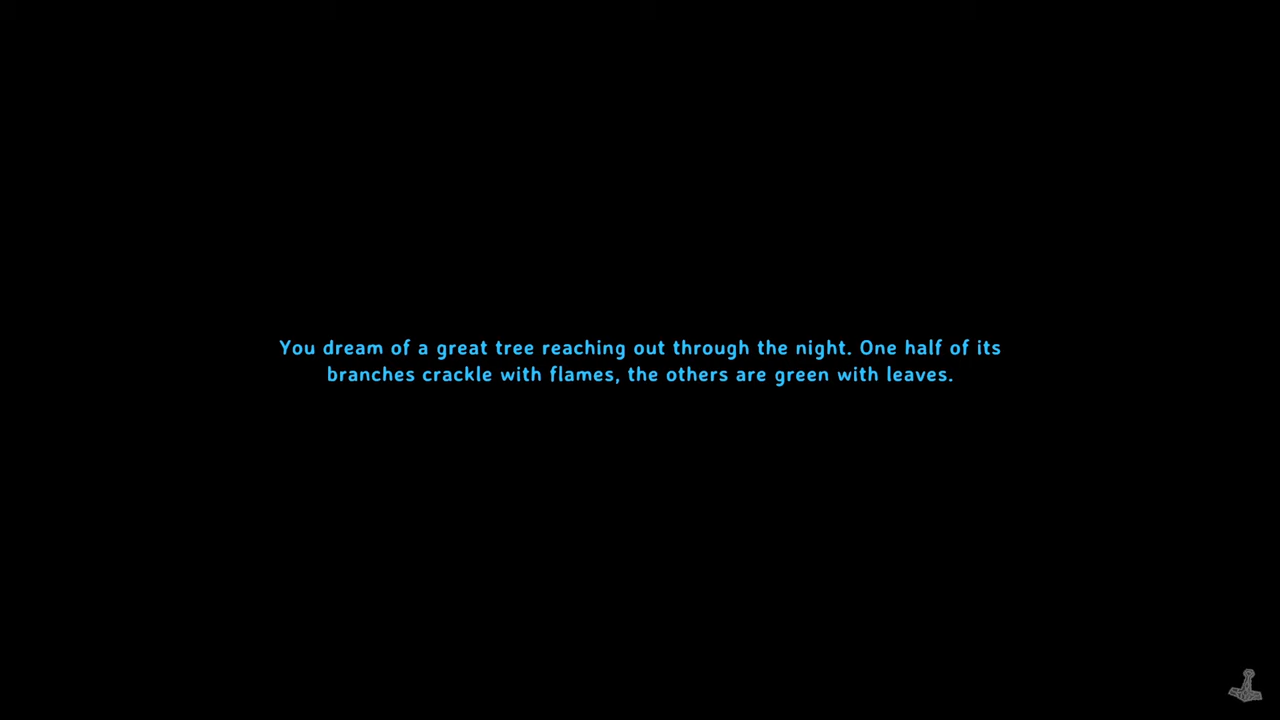 You dream of a great tree reaching out through the night. One half of its
branches crackle with flames, the others are green with leaves.